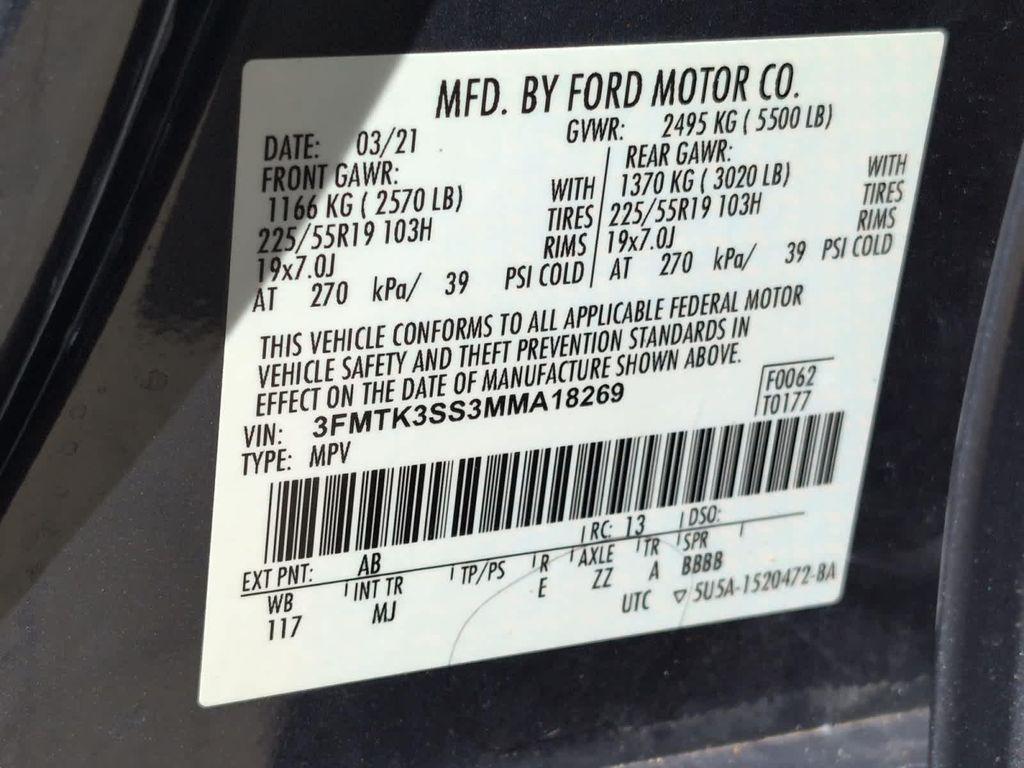 MFD. BY FORD MOTOR CO.
DATE: 03/21 GVWR: 2495 KG ( 5500 LB)
FRONT GAWR: REAR GAWR:
1166 KG ( 2570 LB) WITH 1370 KG ( 3020 LB) WITH
225/55R19 103H TIRES 225/55R19 103H TIRES
19x7.0J RIMS 19x7.0J RIMS
AT 270 kPa/ 39 PSI COLD AT 270 kPa/ 39 PSI COLD
THIS VEHICLE CONFORMS TO ALL APPLICABLE FEDERAL MOTOR
VEHICLE SAFETY AND THEFT PREVENTION STANDARDS IN
EFFECT ON THE DATE OF MANUFACTURE SHOWN ABOVE.
VIN: 3FMTK3SS3MMA18269 F0062
TYPE: MPV T0177
EXT PNT: AB RC: 13 DSO:
WB INT TR TP/PS R AXLE TR SPR
117 MJ E ZZ A BBBB
UTC ▽ 5U5A-1520472-BA